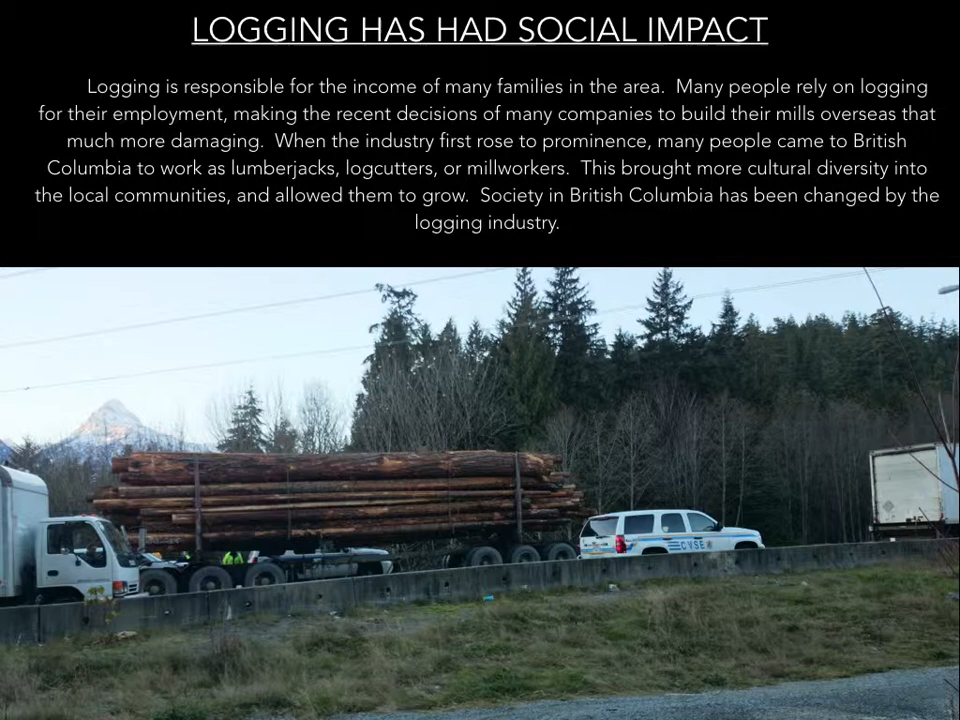 LOGGING HAS HAD SOCIAL IMPACT
Logging is responsible for the income of many families in the area. Many people rely on logging
for their employment, making the recent decisions of many companies to build their mills overseas that
much more damaging. When the industry first rose to prominence, many people came to British
Columbia to work as lumberjacks, logcutters, or millworkers. This brought more cultural diversity into
the local communities, and allowed them to grow. Society in British Columbia has been changed by the
logging industry.
CVSE